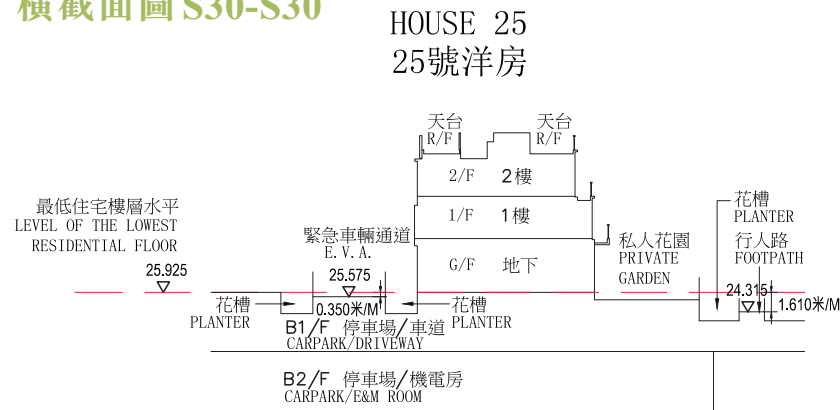 橫截面圖 S30-S30
HOUSE 25
25號洋房
天台
R/F
天台
R/F
2/F 2樓
1/F 1樓
G/F 地下
最低住宅樓層水平
LEVEL OF THE LOWEST
RESIDENTIAL FLOOR
25.925
緊急車輛通道
E.V.A.
25.575
0.350米/M
花槽
PLANTER
花槽
PLANTER
私人花園
PRIVATE
GARDEN
花槽
PLANTER
行人路
FOOTPATH
24.315
1.610米/M
B1/F 停車場/車道
CARPARK/DRIVEWAY
B2/F 停車場/機電房
CARPARK/E&M ROOM